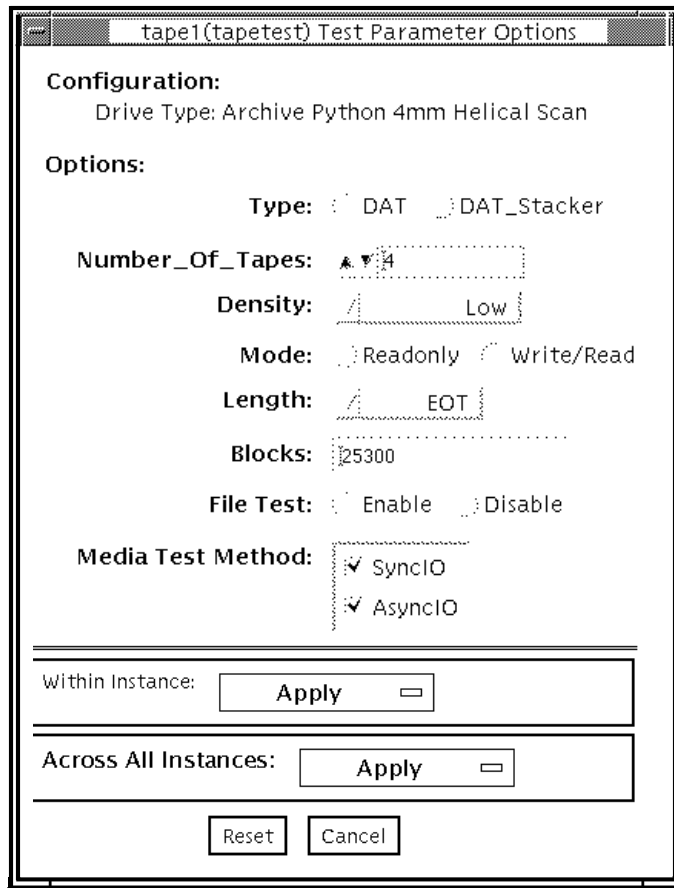 tape1(tapetest) Test Parameter Options
Configuration:
Drive Type: Archive Python 4mm Helical Scan
Options:
Type: DAT DAT_Stacker
Number_Of_Tapes: 4
Density: Low
Mode: Readonly Write/Read
Length: EOT
Blocks: 25300
File Test: Enable Disable
Media Test Method: SyncIO
AsyncIO
Within Instance: Apply
Across All Instances: Apply
Reset Cancel